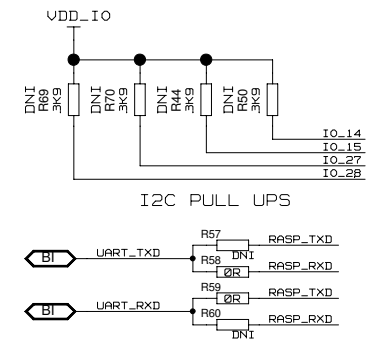 VDD_IO
DNI R69 3K9
DNI R70 3K9
DNI R44 3K9
DNI R50 3K9
IO_14
IO_15
IO_27
IO_28
I2C PULL UPS
BI UART_TXD
R57 DNI RASP_TXD
R58 0R RASP_RXD
BI UART_RXD
R59 0R RASP_TXD
R60 DNI RASP_RXD